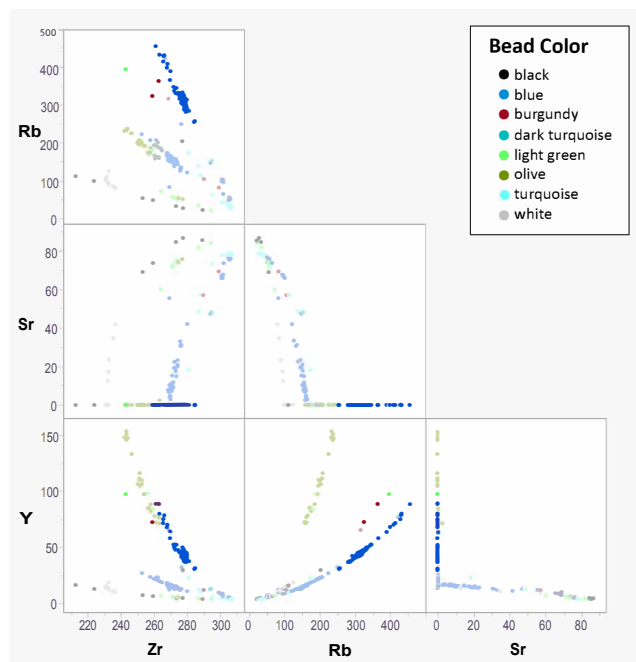 500
400
Rb 300
200
100
0
Bead Color
black
blue
burgundy
dark turquoise
light green
olive
turquoise
white
80
60
Sr 40
20
0
150
100
Y
50
0
220 240 260 280 300 0 100 200 300 400 0 20 40 60 80
Zr Rb Sr